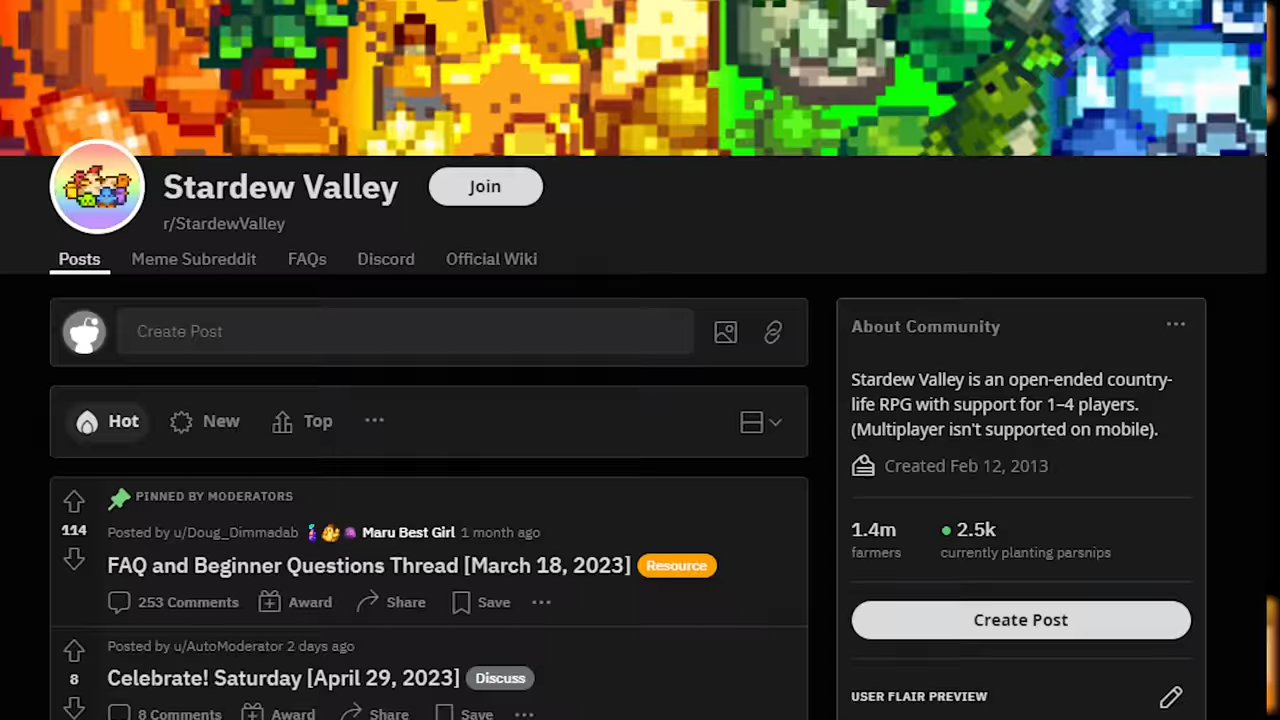 Stardew Valley
Join
r/StardewValley
Posts
Meme Subreddit
FAQs
Discord
Official Wiki
Create Post
Hot
New
Top
PINNED BY MODERATORS
114
Posted by u/Doug_Dimmadab Maru Best Girl 1 month ago
FAQ and Beginner Questions Thread [March 18, 2023] Resource
253 Comments Award Share Save
Posted by u/AutoModerator 2 days ago
8
Celebrate! Saturday [April 29, 2023] Discuss
8 Comments Award Share Save
About Community
Stardew Valley is an open-ended country-
life RPG with support for 1–4 players.
(Multiplayer isn't supported on mobile).
Created Feb 12, 2013
1.4m 2.5k
farmers currently planting parsnips
Create Post
USER FLAIR PREVIEW